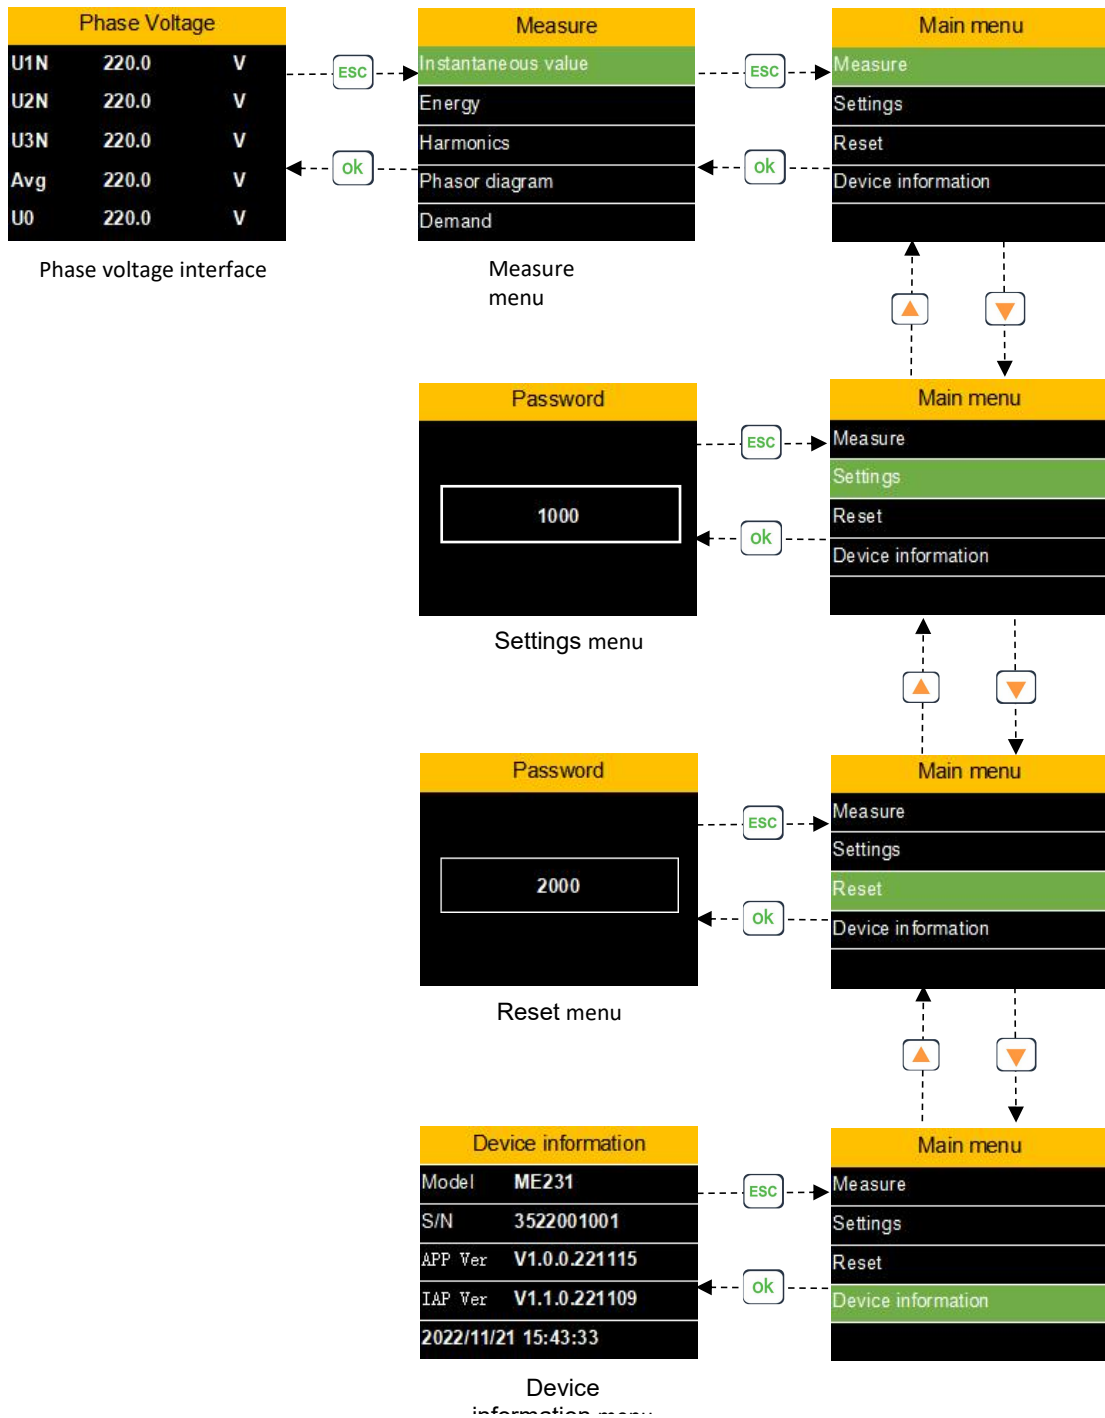 Phase Voltage
U1N 220.0 V
U2N 220.0 V
U3N 220.0 V
Avg 220.0 V
U0 220.0 V
Phase voltage interface
ESC
ok
Measure
Instantaneous value
Energy
Harmonics
Phasor diagram
Demand
Measure
menu
ESC
ok
Main menu
Measure
Settings
Reset
Device information
Password
1000
Settings menu
ESC
ok
Main menu
Measure
Settings
Reset
Device information
Password
2000
Reset menu
ESC
ok
Main menu
Measure
Settings
Reset
Device information
Device information
Model ME231
S/N 3522001001
APP Ver V1.0.0.221115
IAP Ver V1.1.0.221109
2022/11/21 15:43:33
Device
information menu
ESC
ok
Main menu
Measure
Settings
Reset
Device information